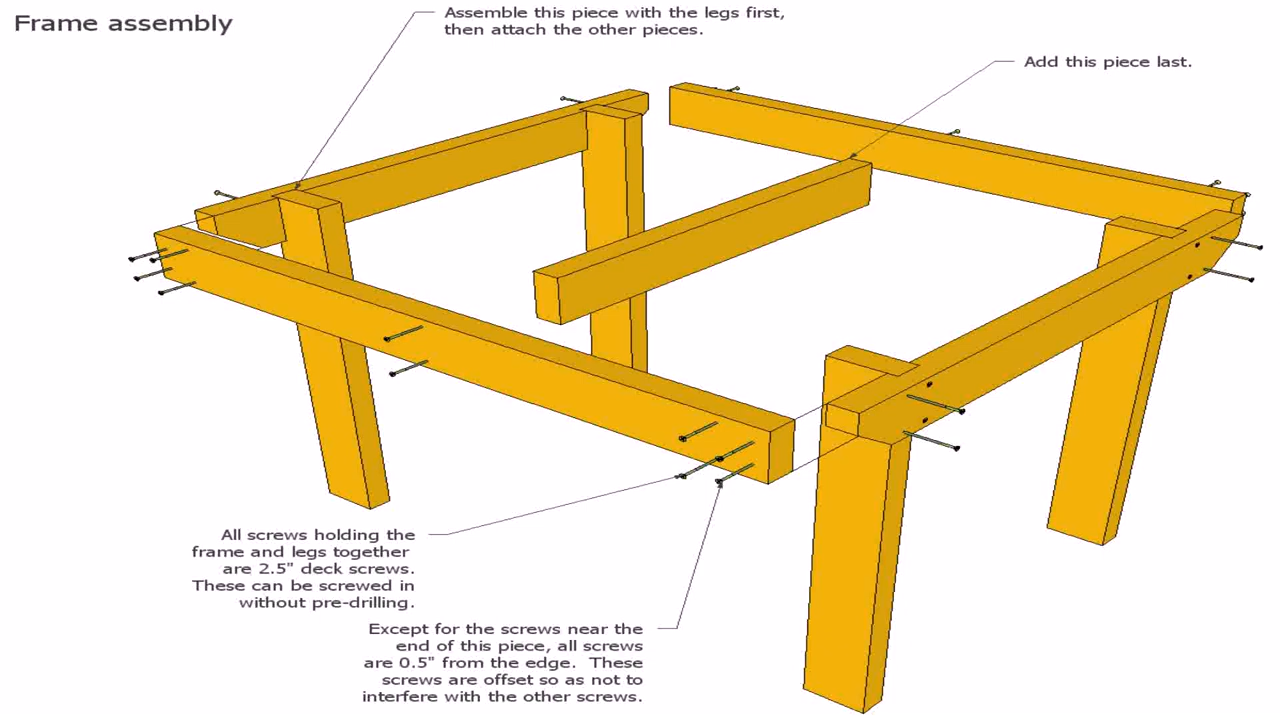 Frame assembly
Assemble this piece with the legs first,
then attach the other pieces.
Add this piece last.
All screws holding the
frame and legs together
are 2.5" deck screws.
These can be screwed in
without pre-drilling.
Except for the screws near the
end of this piece, all screws
are 0.5" from the edge.  These
screws are offset so as not to
interfere with the other screws.